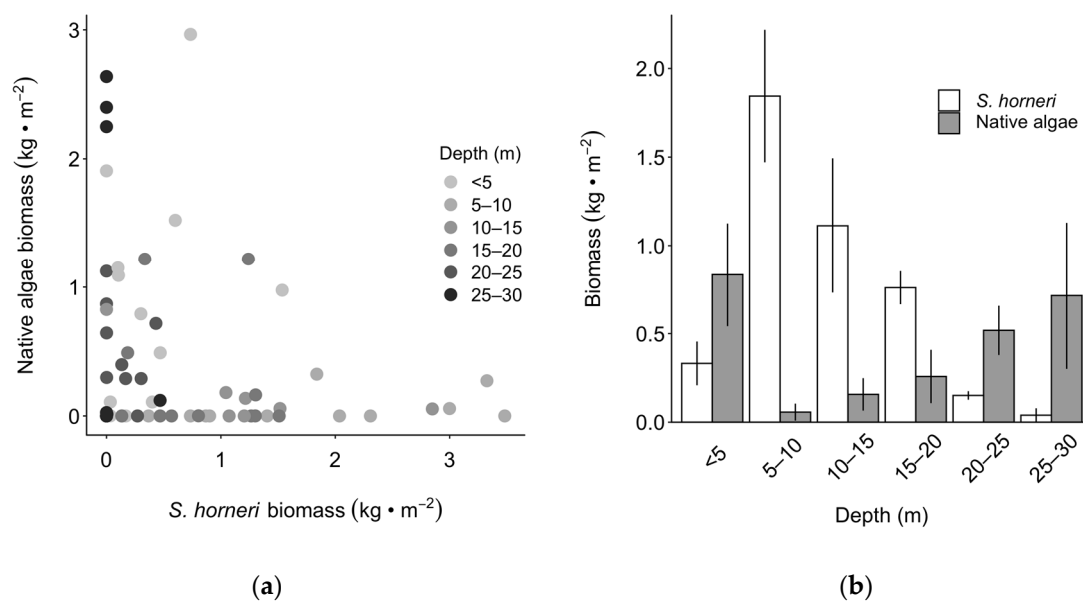 3
2
1
0
Native algae biomass (kg • m−2)
Depth (m)
<5
5–10
10–15
15–20
20–25
25–30
0 1 2 3
S. horneri biomass (kg • m−2)
(a)
2.0
1.5
1.0
0.5
0.0
Biomass (kg • m−2)
S. horneri
Native algae
<5 5–10 10–15 15–20 20–25 25–30
Depth (m)
(b)